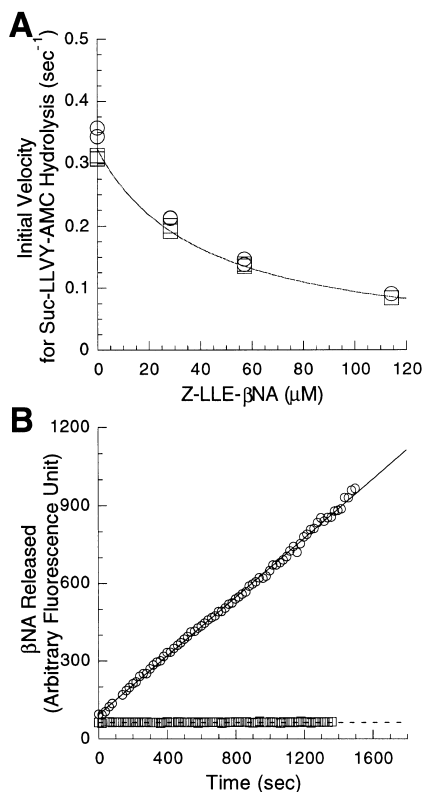 A
Initial Velocity
for Suc-LLVY-AMC Hydrolysis (sec⁻¹)
0.5
0.4
0.3
0.2
0.1
0
0 20 40 60 80 100 120
Z-LLE-βNA (μM)
B
βNA Released
(Arbitrary Fluorescence Unit)
1200
900
600
300
0
0 400 800 1200 1600
Time (sec)